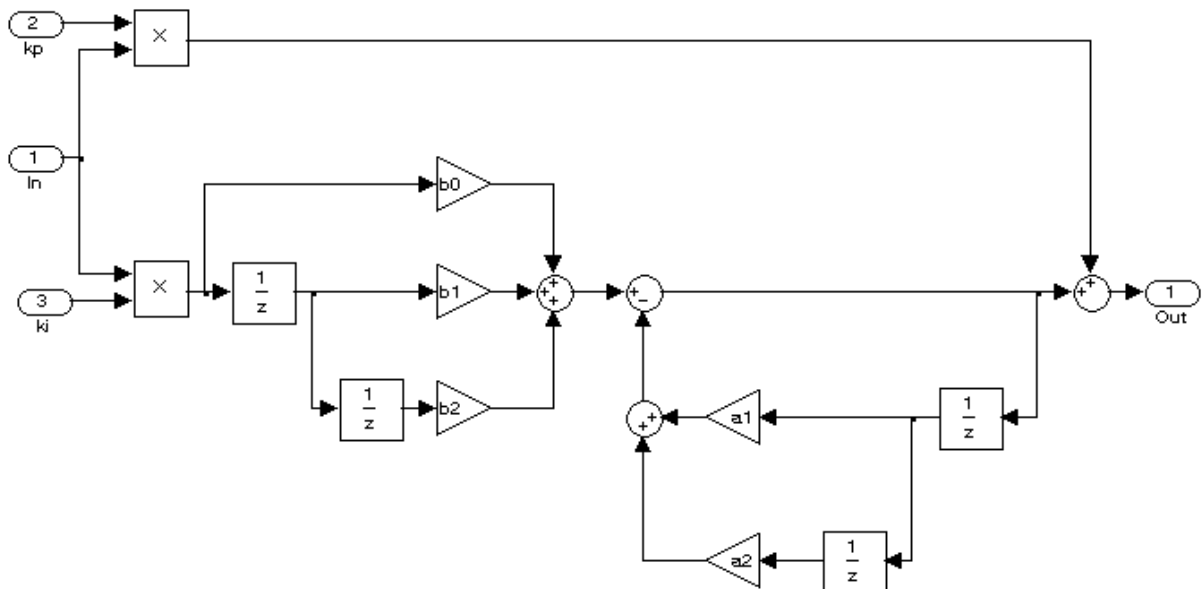 2
kp
×
1
In
b0
×
3
ki
1
z
b1
+
+
+
+
−
+
+
1
Out
1
z
b2
+
+
a1
1
z
a2
1
z